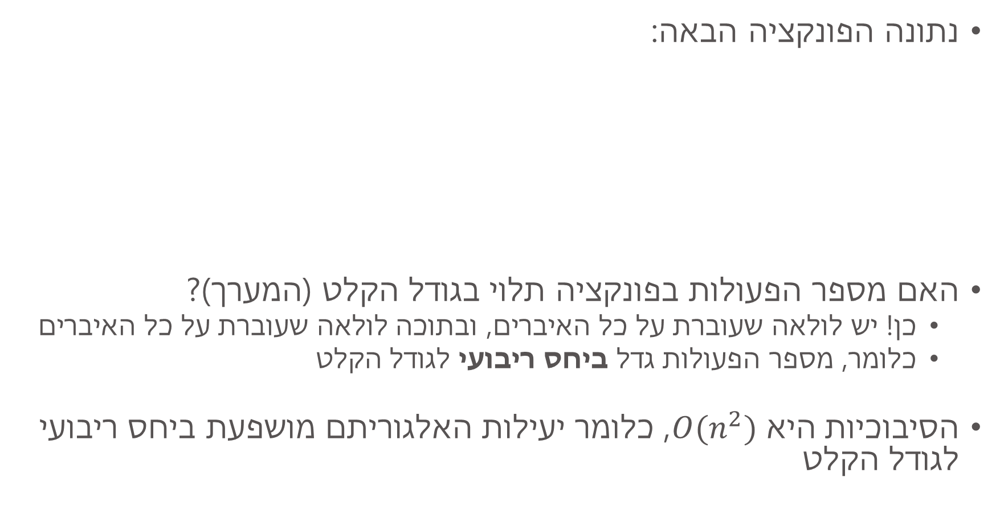 • נתונה הפונקציה הבאה:
• האם מספר הפעולות בפונקציה תלוי בגודל הקלט (המערך)?
• כן! יש לולאה שעוברת על כל האיברים, ובתוכה לולאה שעוברת על כל האיברים
• כלומר, מספר הפעולות גדל ביחס ריבועי לגודל הקלט
• הסיבוכיות היא O(n²), כלומר יעילות האלגוריתם מושפעת ביחס ריבועי
לגודל הקלט